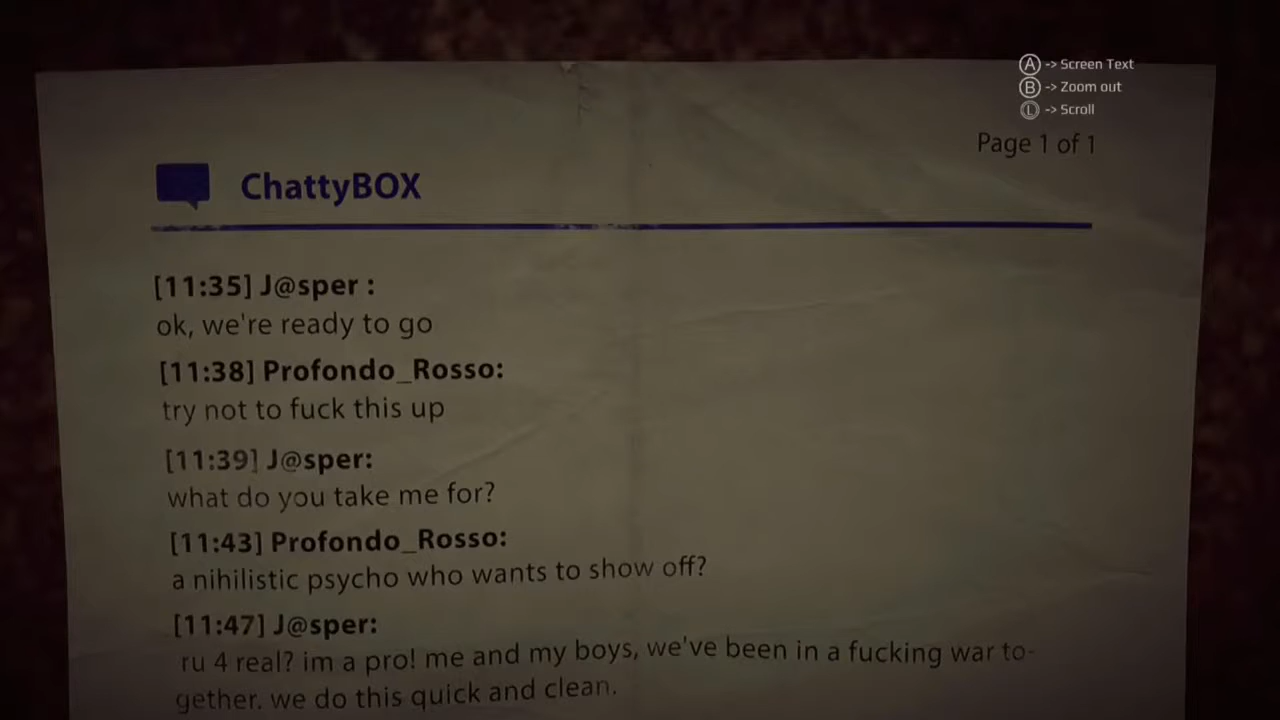 Ⓐ -> Screen Text
Ⓑ -> Zoom out
Ⓛ -> Scroll
Page 1 of 1
ChattyBOX
[11:35] J@sper :
ok, we're ready to go
[11:38] Profondo_Rosso:
try not to fuck this up
[11:39] J@sper:
what do you take me for?
[11:43] Profondo_Rosso:
a nihilistic psycho who wants to show off?
[11:47] J@sper:
ru 4 real? im a pro! me and my boys, we've been in a fucking war to-
gether. we do this quick and clean.